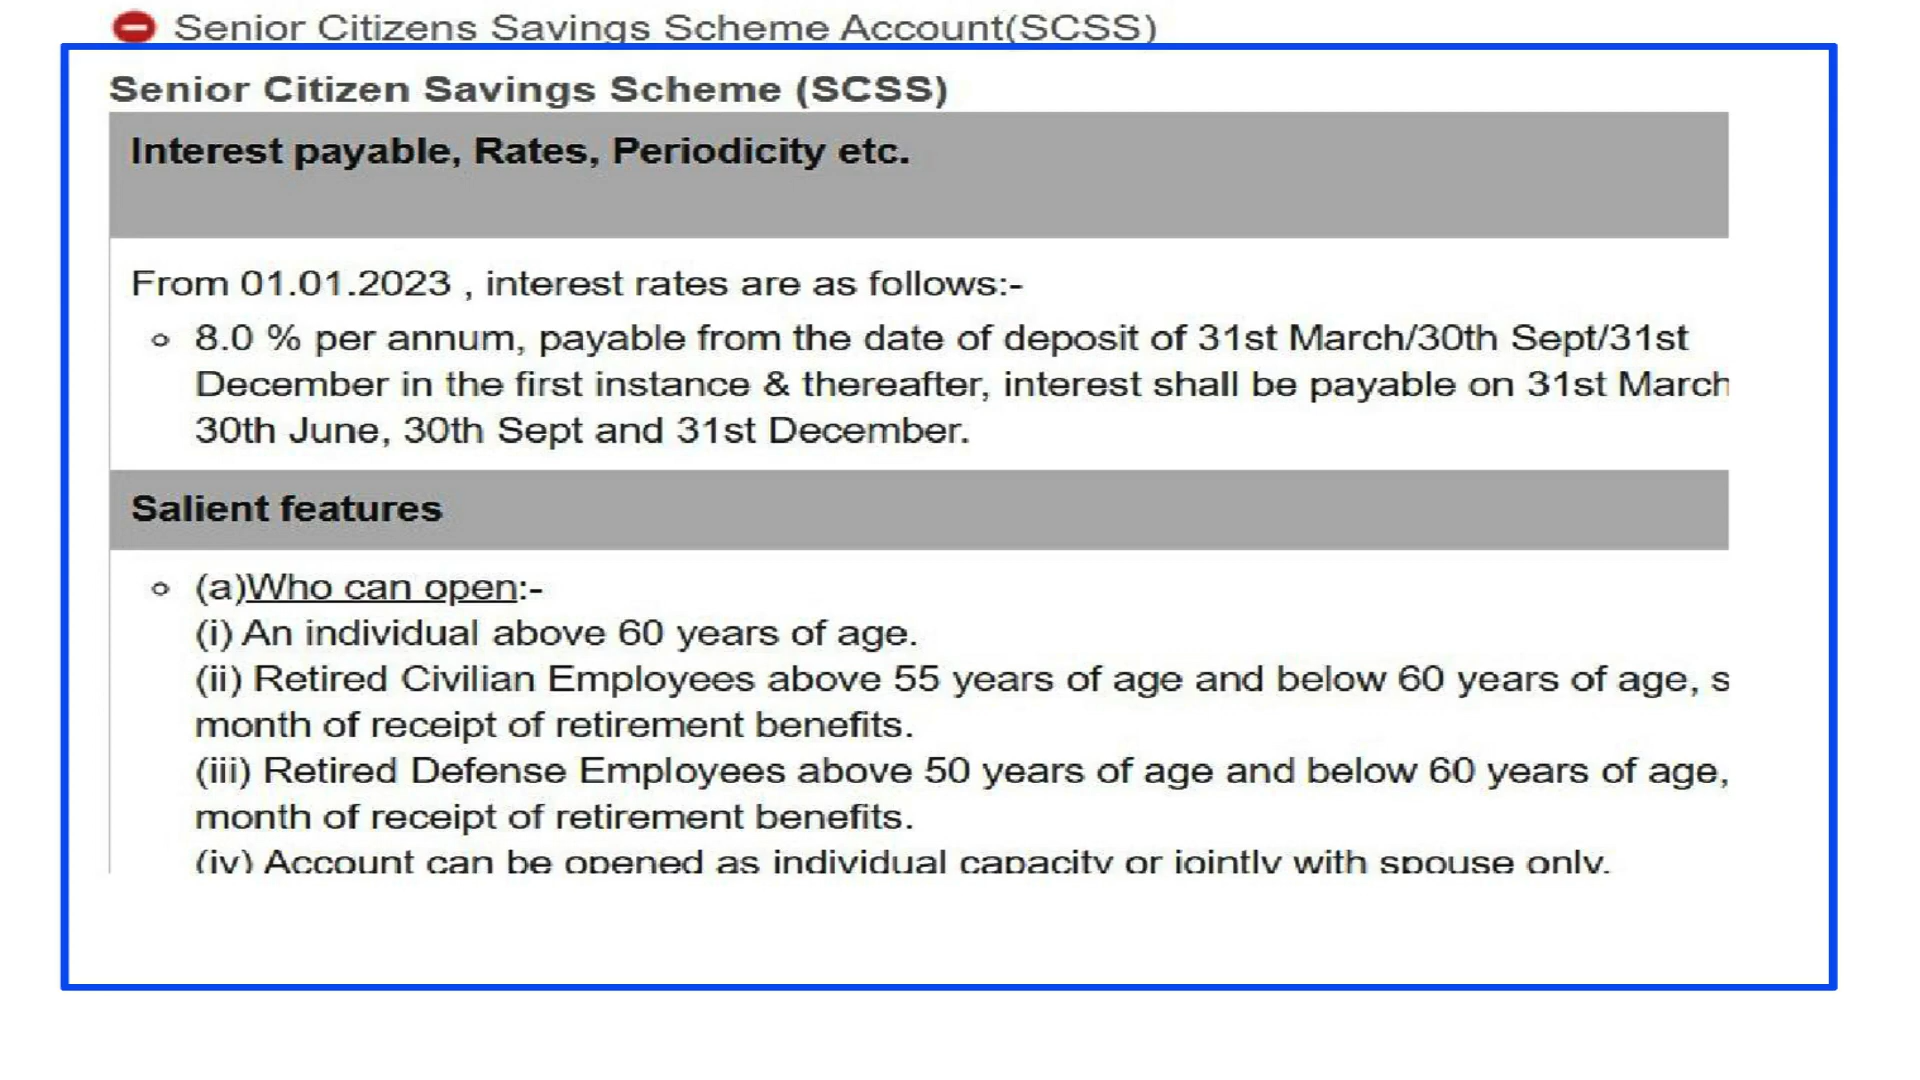 Senior Citizens Savings Scheme Account(SCSS)
Senior Citizen Savings Scheme (SCSS)
Interest payable, Rates, Periodicity etc.
From 01.01.2023 , interest rates are as follows:-
8.0 % per annum, payable from the date of deposit of 31st March/30th Sept/31st
December in the first instance & thereafter, interest shall be payable on 31st March
30th June, 30th Sept and 31st December.
Salient features
(a)Who can open:-
(i) An individual above 60 years of age.
(ii) Retired Civilian Employees above 55 years of age and below 60 years of age, s
month of receipt of retirement benefits.
(iii) Retired Defense Employees above 50 years of age and below 60 years of age,
month of receipt of retirement benefits.
(iv) Account can be opened as individual capacity or jointly with spouse only.